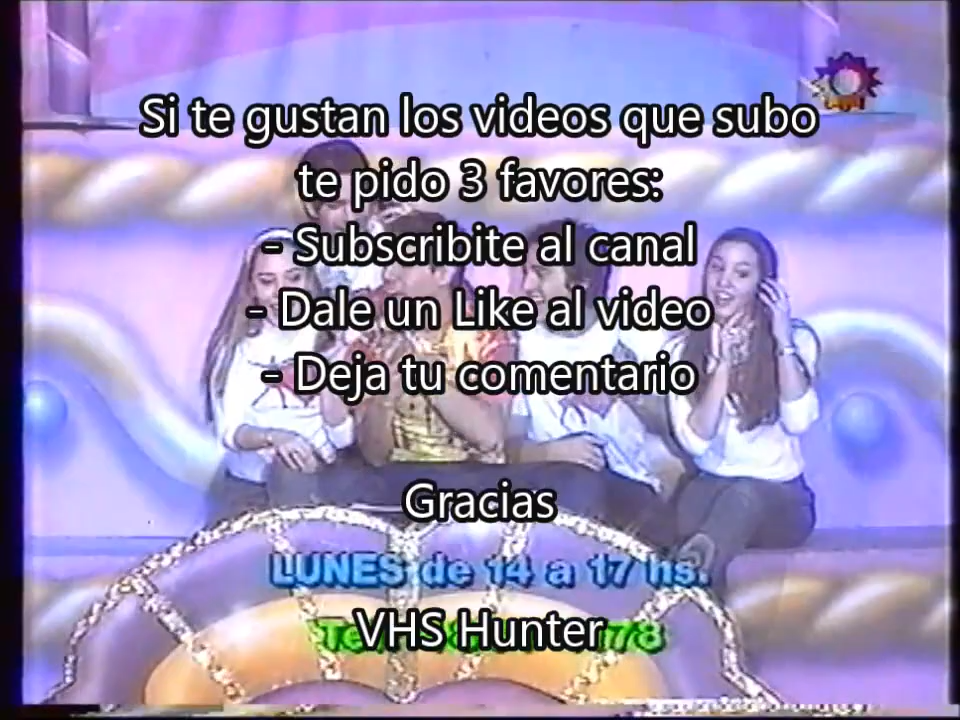 Si te gustan los videos que subo
te pido 3 favores:
- Subscribite al canal
- Dale un Like al video
- Deja tu comentario
Gracias
LUNES de 14 a 17 hs.
VHS Hunter